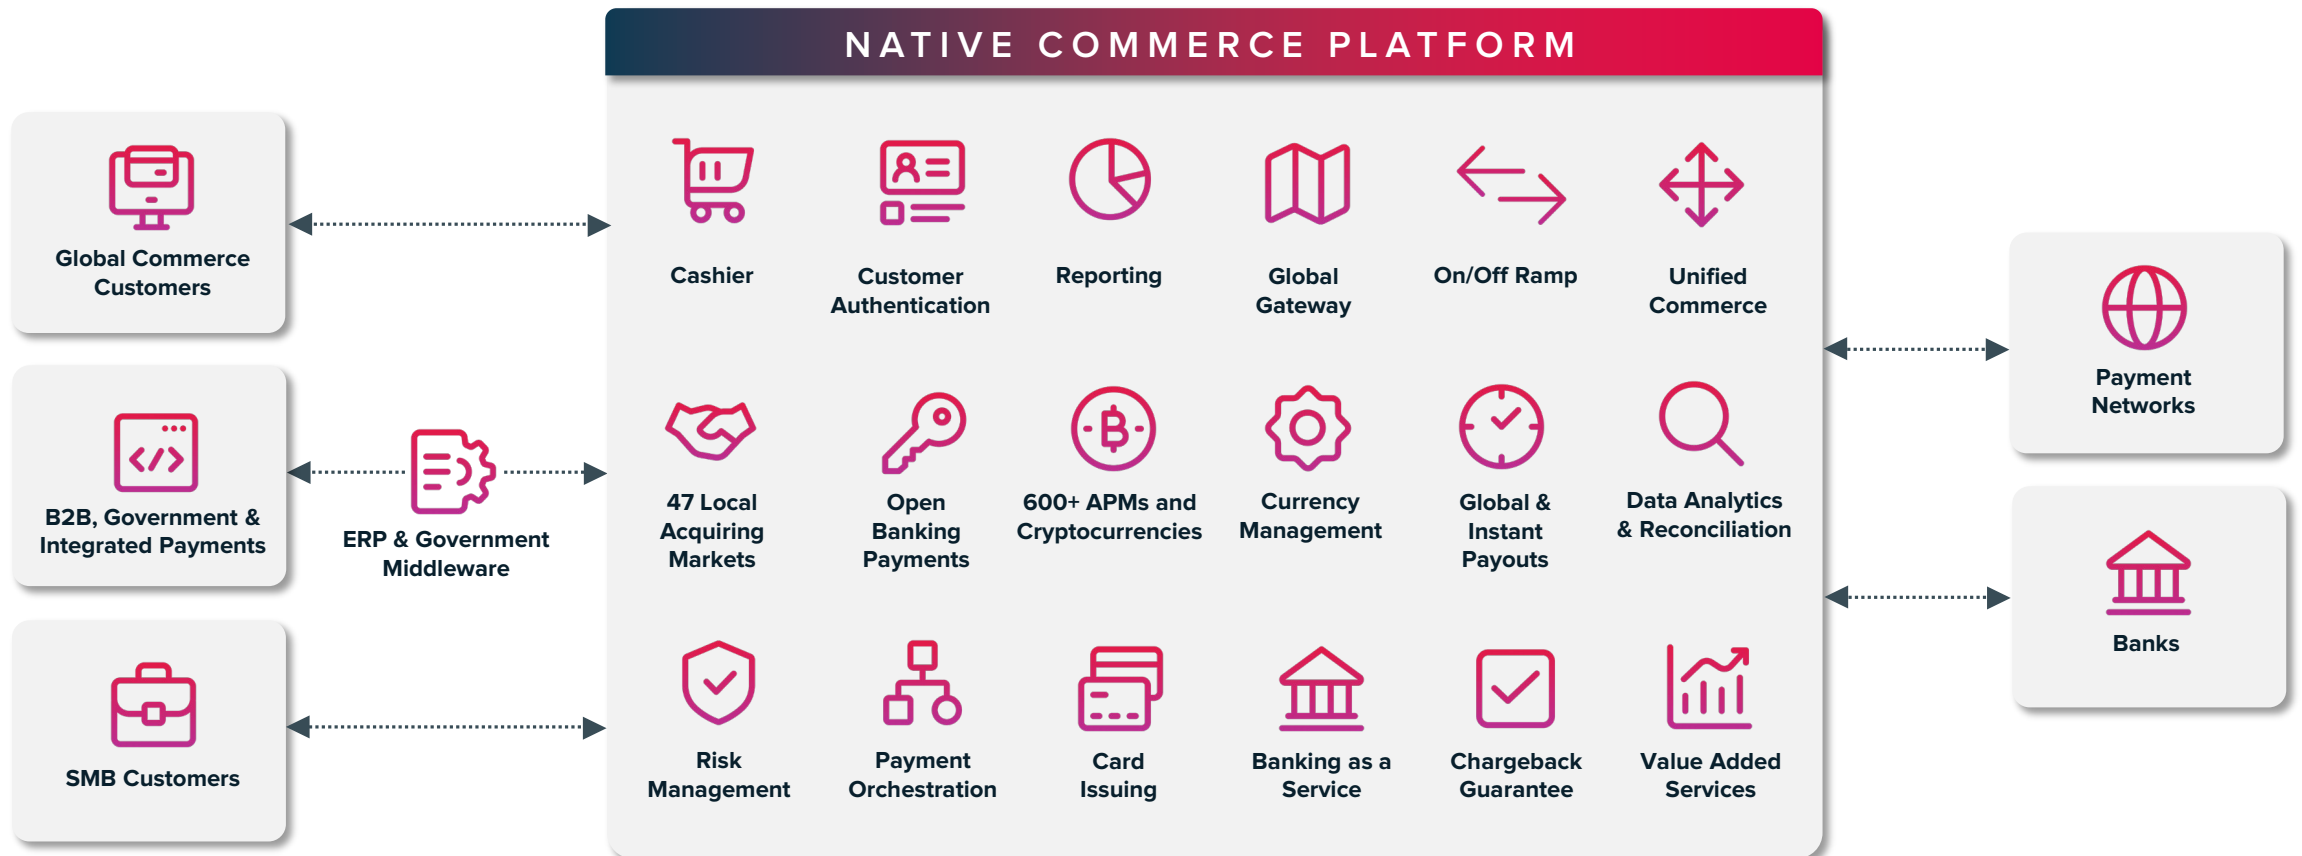 NATIVE COMMERCE PLATFORM
Global Commerce
Customers
B2B, Government &
Integrated Payments
ERP & Government
Middleware
SMB Customers
Cashier
Customer
Authentication
Reporting
Global
Gateway
On/Off Ramp
Unified
Commerce
47 Local
Acquiring
Markets
Open
Banking
Payments
600+ APMs and
Cryptocurrencies
Currency
Management
Global &
Instant
Payouts
Data Analytics
& Reconciliation
Risk
Management
Payment
Orchestration
Card
Issuing
Banking as a
Service
Chargeback
Guarantee
Value Added
Services
Payment
Networks
Banks